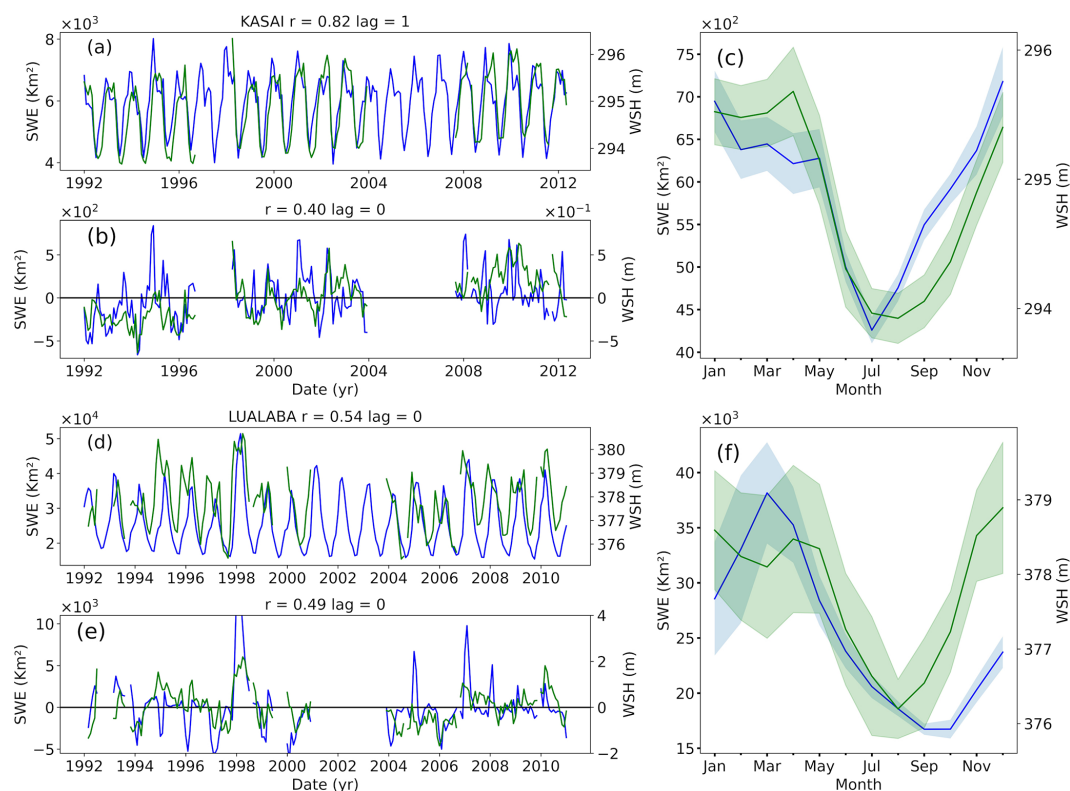 KASAI r = 0.82 lag = 1
×10³
(a)
SWE (Km²)
8
6
4
296
295
294
WSH (m)
1992 1996 2000 2004 2008 2012
×10²
r = 0.40 lag = 0
×10⁻¹
(b)
SWE (Km²)
5
0
−5
5
0
−5
WSH (m)
1992 1996 2000 2004 2008 2012
Date (yr)
×10²
(c)
SWE (Km²)
75
70
65
60
55
50
45
40
296
295
294
WSH (m)
Jan Mar May Jul Sep Nov
Month
LUALABA r = 0.54 lag = 0
×10⁴
(d)
SWE (Km²)
5
4
3
2
380
379
378
377
376
WSH (m)
1992 1994 1996 1998 2000 2002 2004 2006 2008 2010
×10³
r = 0.49 lag = 0
(e)
SWE (Km²)
10
5
0
−5
4
2
0
−2
WSH (m)
1992 1994 1996 1998 2000 2002 2004 2006 2008 2010
Date (yr)
×10³
(f)
SWE (Km²)
40
35
30
25
20
15
379
378
377
376
WSH (m)
Jan Mar May Jul Sep Nov
Month